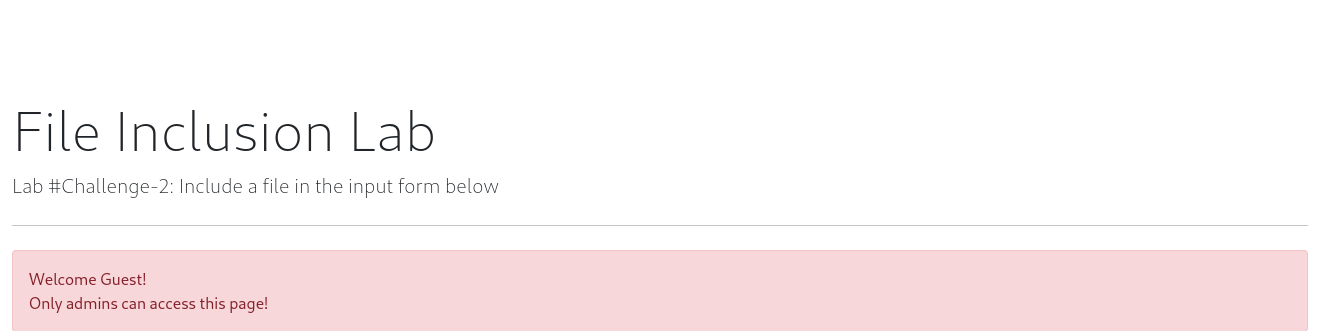 File Inclusion Lab
Lab #Challenge-2: Include a file in the input form below
Welcome Guest!
Only admins can access this page!